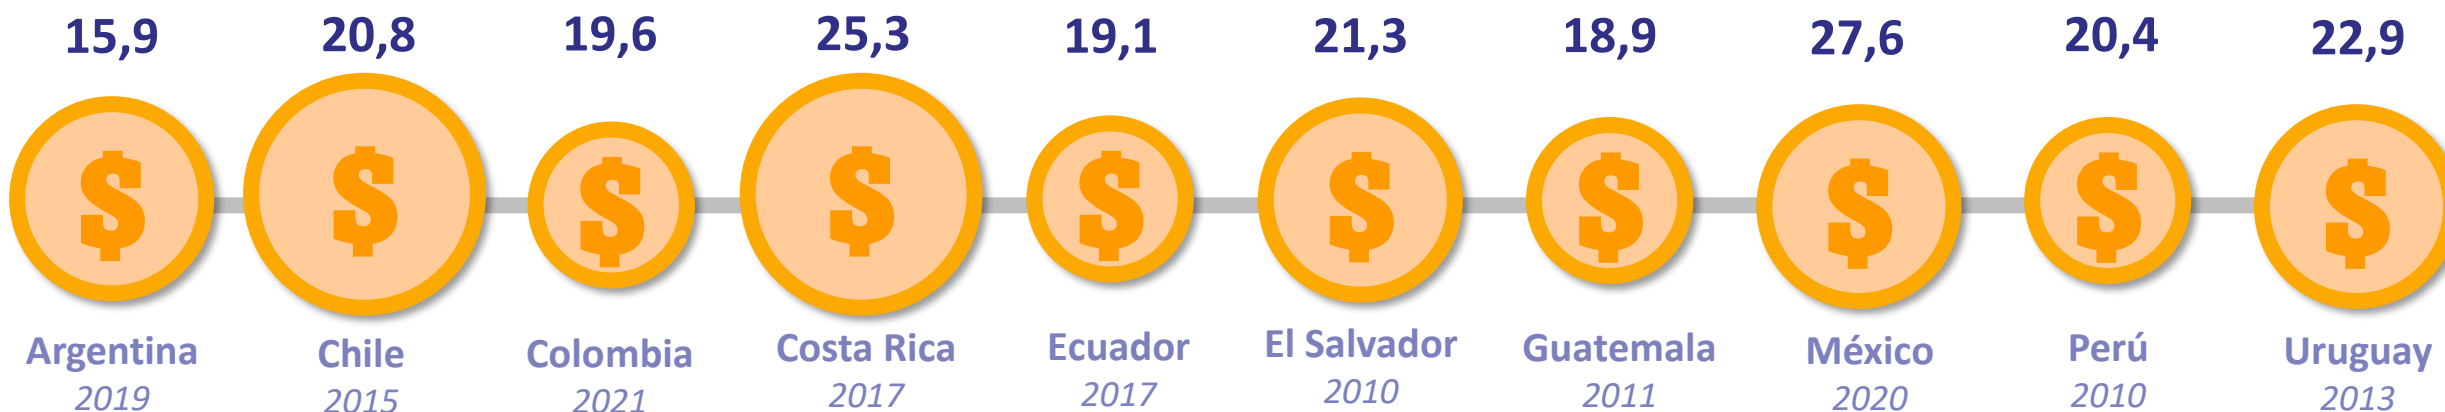 15,9 20,8 19,6 25,3 19,1 21,3 18,9 27,6 20,4 22,9
$ $ $ $ $ $ $ $ $ $
Argentina Chile Colombia Costa Rica Ecuador El Salvador Guatemala México Perú Uruguay
2019 2015 2021 2017 2017 2010 2011 2020 2010 2013